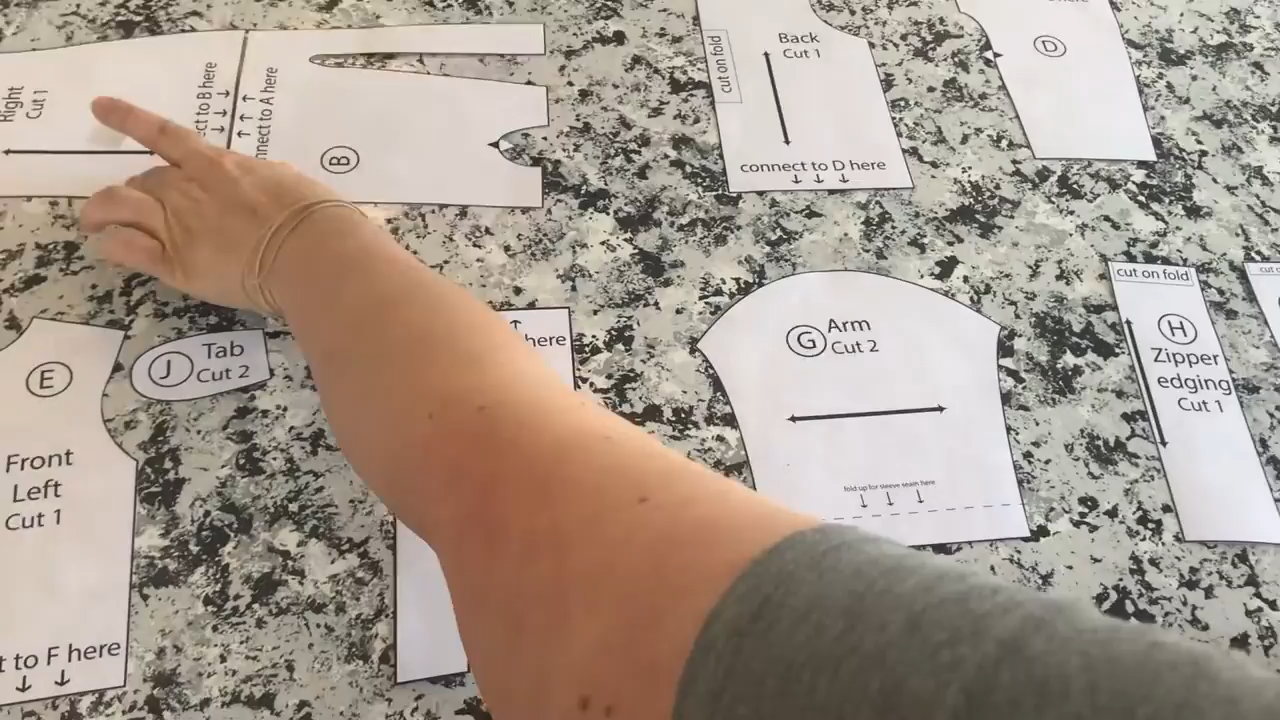 Right
Cut 1
to B here
to A here
B
cut on fold
Back
Cut 1
connect to D here
D
E
Front
Left
Cut 1
to F here
J
Tab
Cut 2
here
G
Arm
Cut 2
fold up for sleeve seam here
cut on fold
H
Zipper
edging
Cut 1
cut